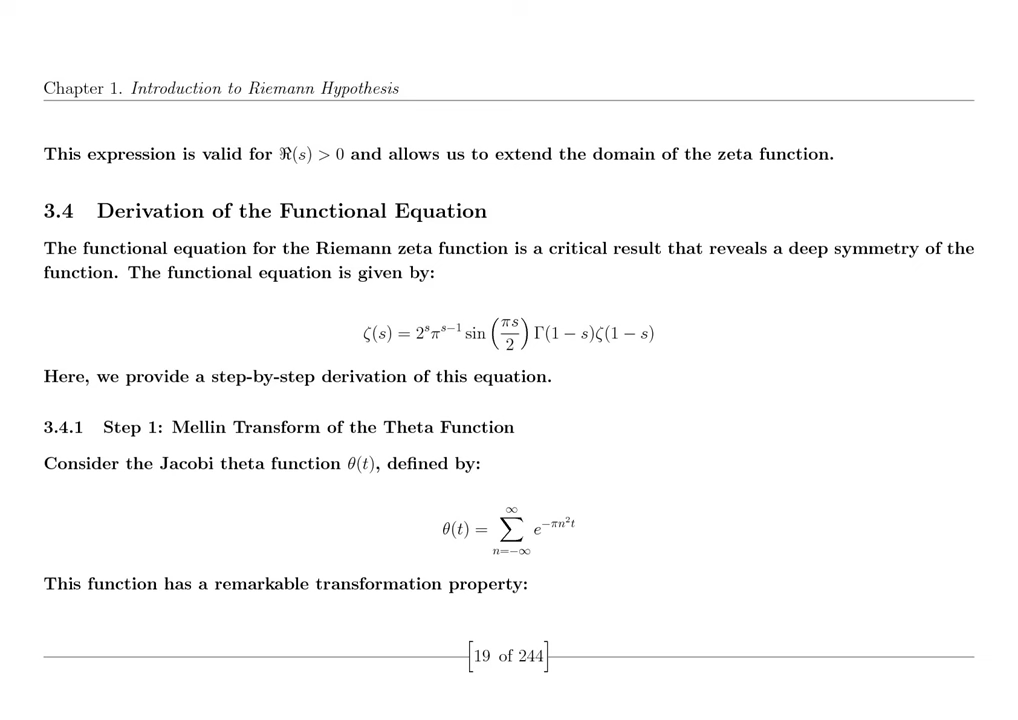 Chapter 1. Introduction to Riemann Hypothesis
This expression is valid for ℜ(s) > 0 and allows us to extend the domain of the zeta function.
3.4 Derivation of the Functional Equation
The functional equation for the Riemann zeta function is a critical result that reveals a deep symmetry of the
function. The functional equation is given by:
ζ(s) = 2^s π^{s−1} sin (πs/2) Γ(1 − s)ζ(1 − s)
Here, we provide a step-by-step derivation of this equation.
3.4.1 Step 1: Mellin Transform of the Theta Function
Consider the Jacobi theta function θ(t), defined by:
θ(t) = ∑_{n=−∞}^{∞} e^{−πn²t}
This function has a remarkable transformation property:
[19 of 244]